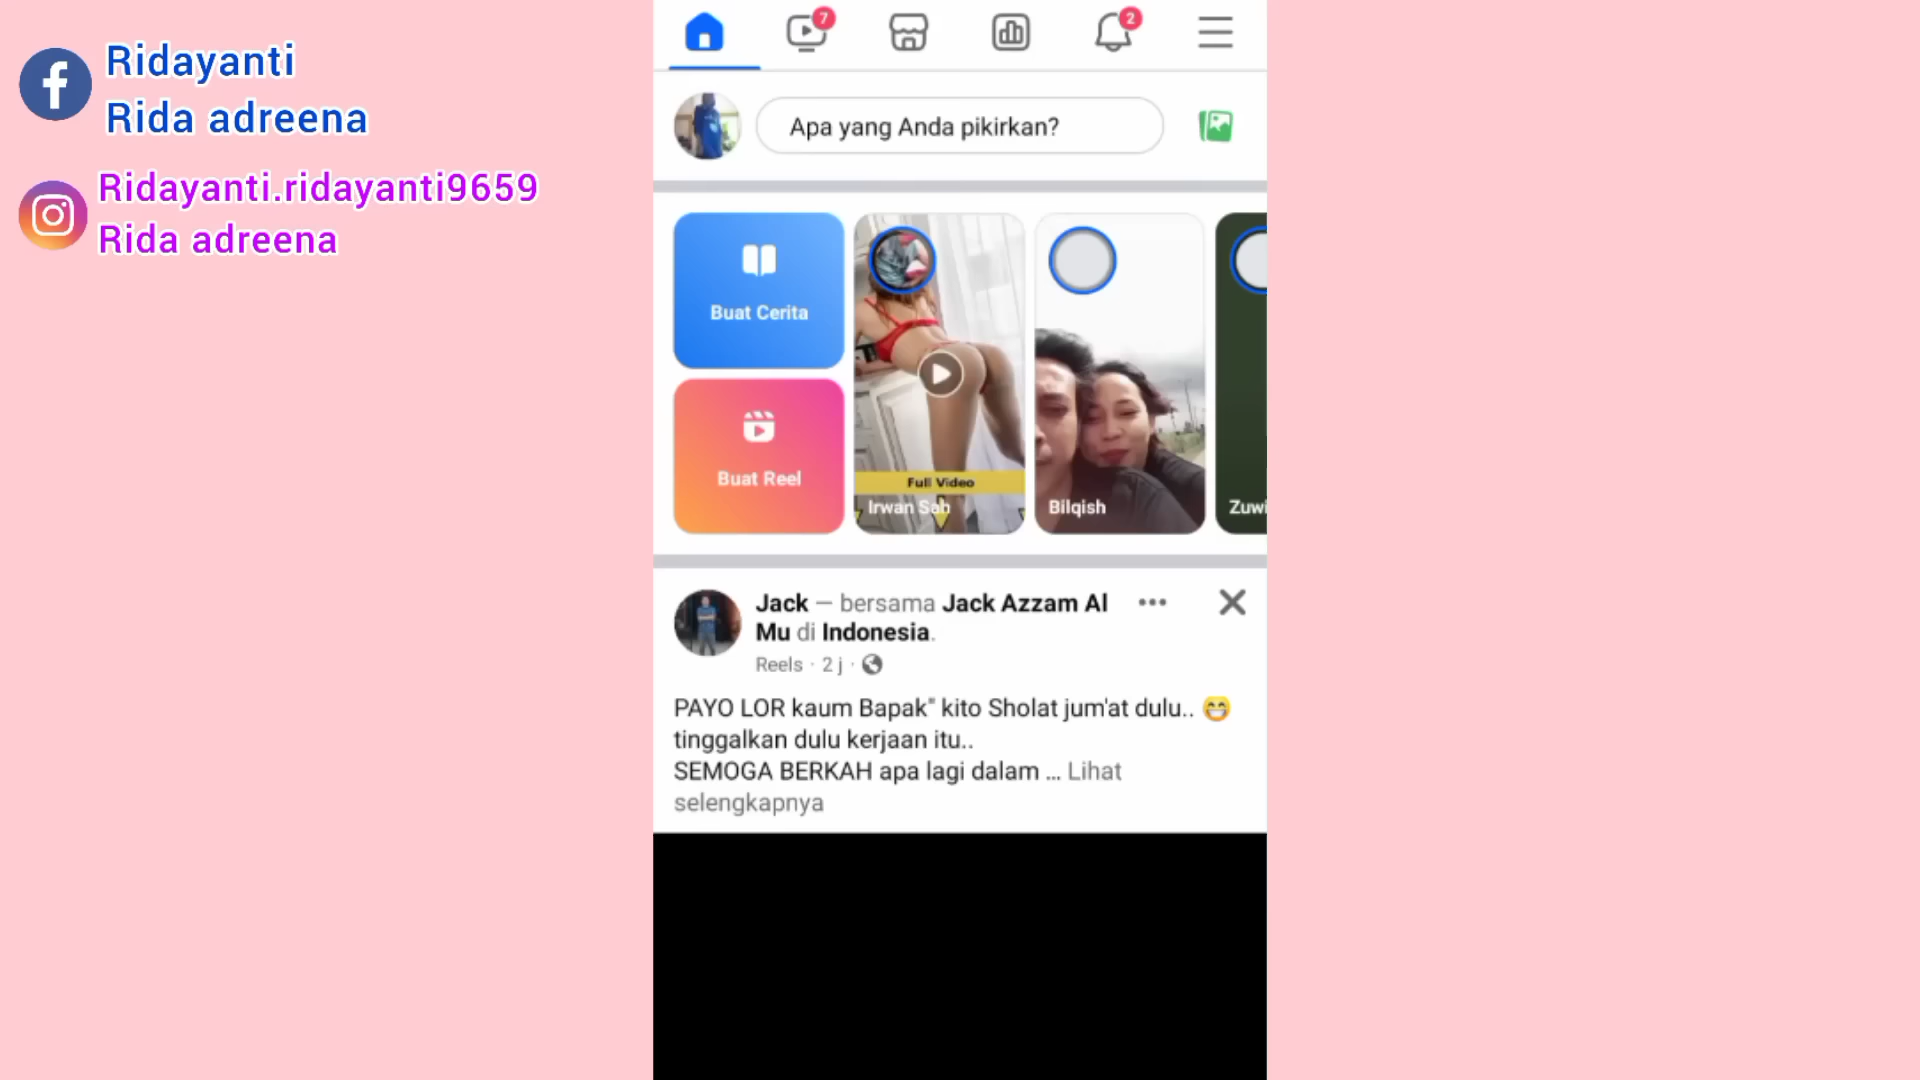 Ridayanti
Rida adreena
Ridayanti.ridayanti9659
Rida adreena
7
2
Apa yang Anda pikirkan?
Buat Cerita
Buat Reel
Full Video
Irwan Sab
Bilqish
Zuwi
Jack — bersama Jack Azzam Al
Mu di Indonesia.
Reels · 2 j ·
PAYO LOR kaum Bapak" kito Sholat jum'at dulu.. 😁
tinggalkan dulu kerjaan itu..
SEMOGA BERKAH apa lagi dalam ... Lihat
selengkapnya